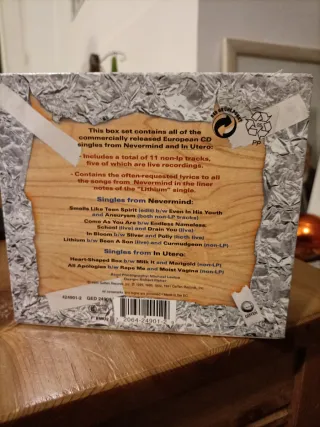 This box set contains all of the
commercially released European CD
singles from Nevermind and In Utero:
- Includes a total of 11 non-lp tracks,
five of which are live recordings.
- Contains the often-requested lyrics to all
the songs from Nevermind in the liner
notes of the "Lithium" single.
Singles from Nevermind:
Smells Like Teen Spirit (edit) b/w Even In His Youth
and Aneurysm (both non-LP tracks)
Come As You Are b/w Endless Nameless
School (live) and Drain You (live)
In Bloom b/w Sliver and Polly (both live)
Lithium b/w Been A Son (live) and Curmudgeon (non-LP)
Singles from In Utero:
Heart-Shaped Box b/w Milk It and Marigold (non-LP)
All Apologies b/w Rape Me and Moist Vagina (non-LP)
PP
2064-24901